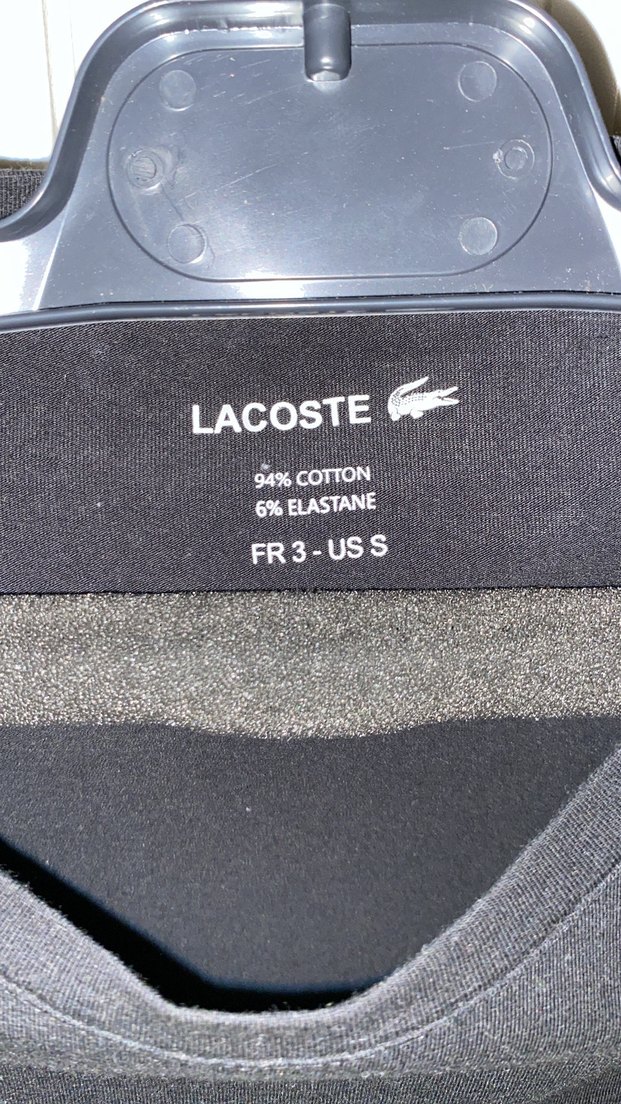 LACOSTE
94% COTTON
6% ELASTANE
FR 3 - US S